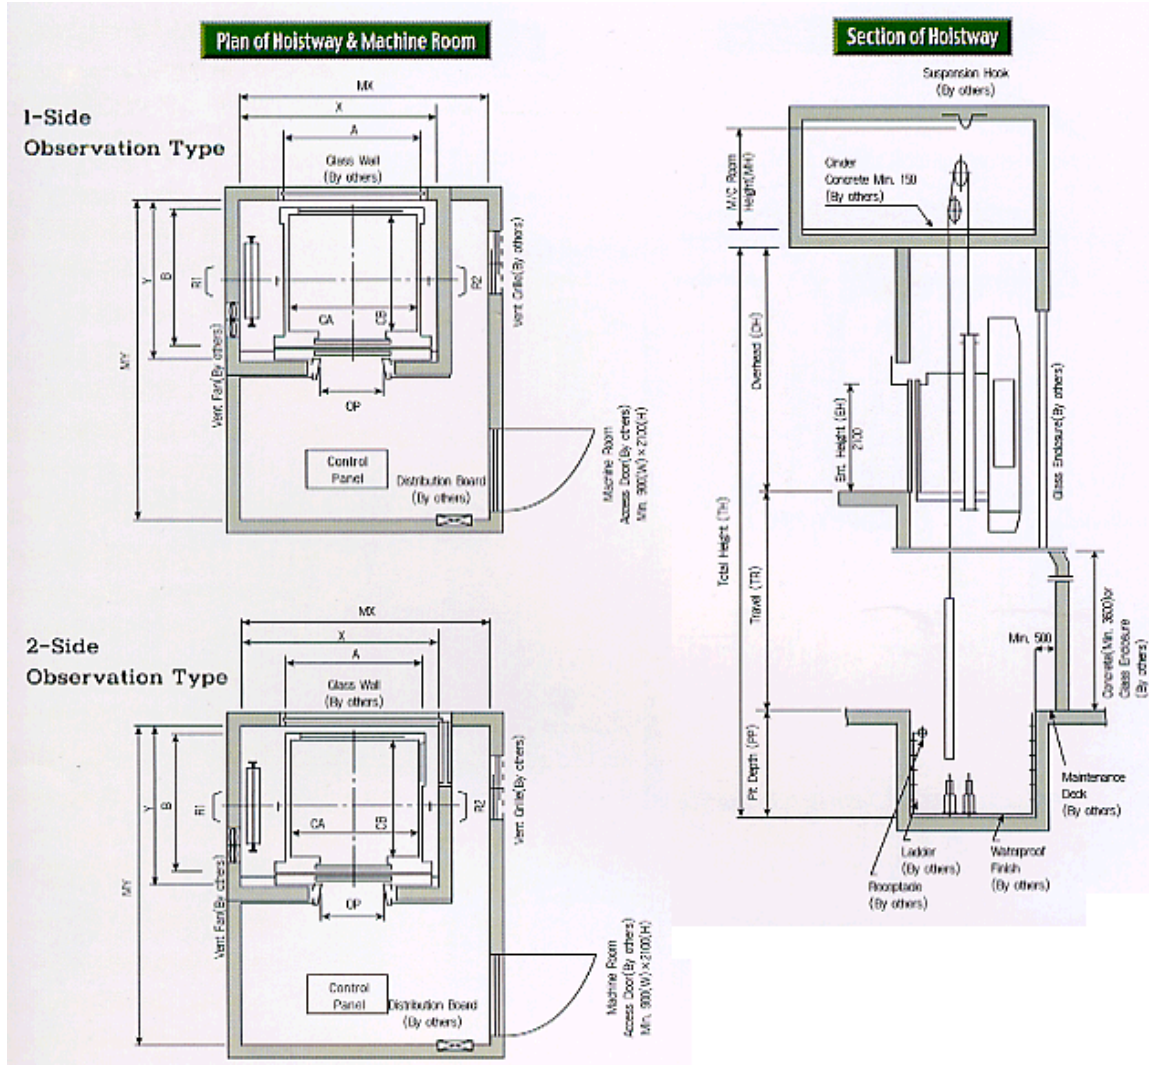 Plan of Hoistway & Machine Room
1-Side
Observation Type
MX
X
A
Glass Wall
(By others)
MY
Y
B
R1
R2
CA
CB
OP
Vent Fan(By others)
Vent Grille(By others)
Control
Panel
Distribution Board
(By others)
Machine Room
Access Door(By others)
Min. 900(W)×2100(H)
2-Side
Observation Type
MX
X
A
Glass Wall
(By others)
MY
Y
B
R1
R2
CA
CB
OP
Vent Fan(By others)
Vent Grille(By others)
Control
Panel
Distribution Board
(By others)
Machine Room
Access Door(By others)
Min. 900(W)×2100(H)
Section of Hoistway
Suspension Hook
(By others)
M/C Room
Height(MH)
Cinder
Concrete Min. 150
(By others)
Total Height (TH)
Overhead (OH)
Ent. Height (EH)
2100
Glass Enclosure(By others)
Travel (TR)
Min. 500
Concrete(Min. 3600)or
Glass Enclosure
(By others)
Pit Depth (PP)
Maintenance
Deck
(By others)
Ladder
(By others)
Waterproof
Finish
(By others)
Receptacle
(By others)